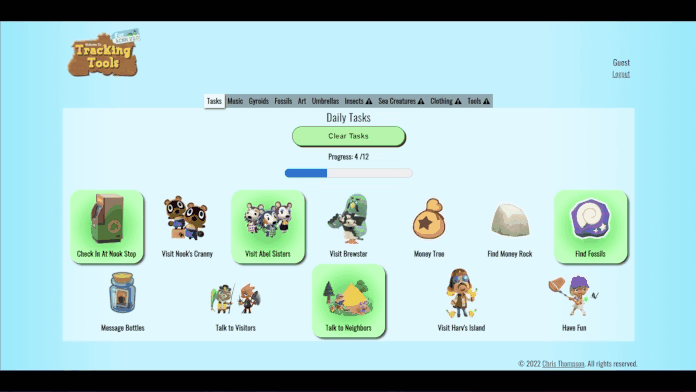 Tracking
Tools
Guest
Logout
Tasks Music Gyroids Fossils Art Umbrellas Insects Sea Creatures Clothing Tools
Daily Tasks
Clear Tasks
Progress: 4 /12
Check In At Nook Stop Visit Nook's Cranny Visit Abel Sisters Visit Brewster Money Tree Find Money Rock Find Fossils
Message Bottles Talk to Visitors Talk to Neighbors Visit Harv's Island Have Fun
© 2022 Chris Thompson. All rights reserved.